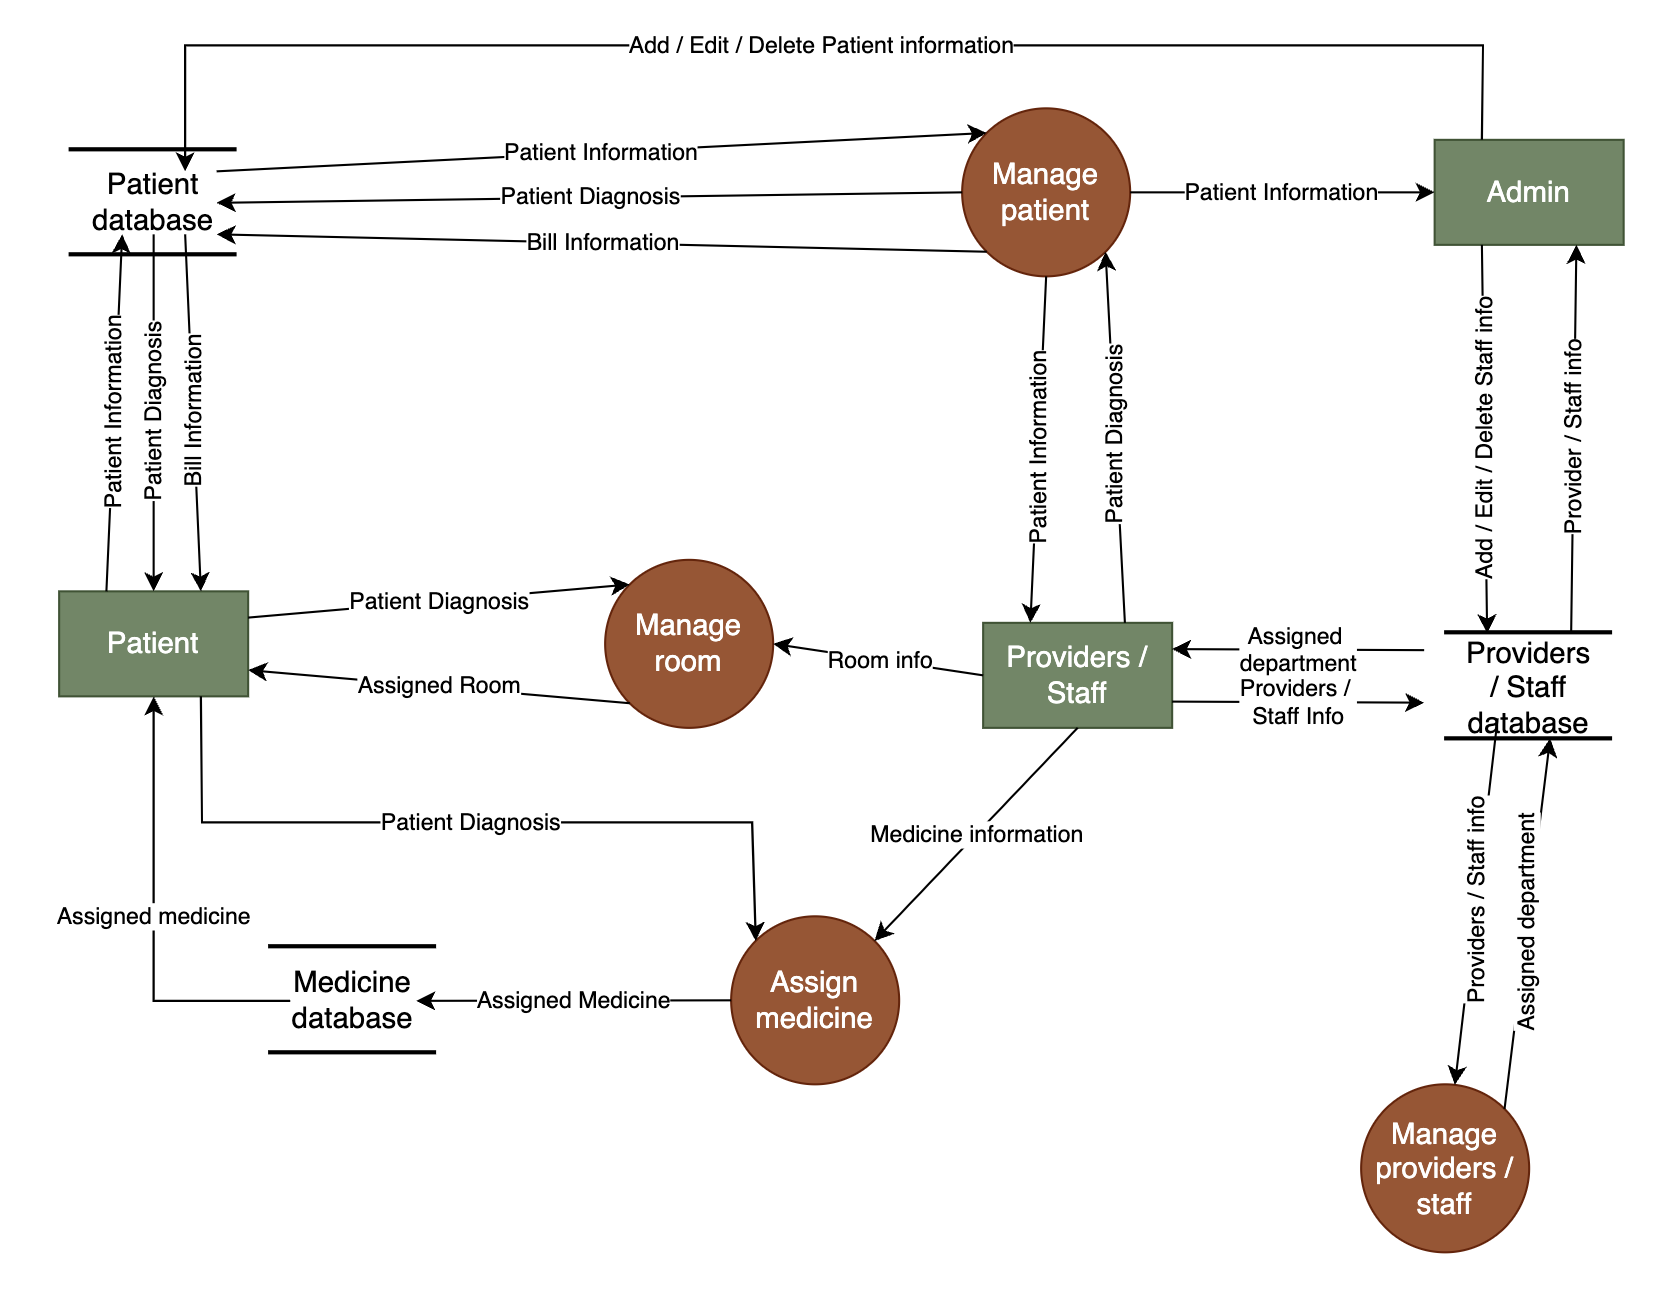 Add / Edit / Delete Patient information
Patient
database
Patient Information
Patient Diagnosis
Bill Information
Manage
patient
Patient Information
Admin
Patient Information
Patient Diagnosis
Bill Information
Patient Information
Patient Diagnosis
Add / Edit / Delete Staff info
Provider / Staff info
Patient
Patient Diagnosis
Assigned Room
Manage
room
Room info
Providers /
Staff
Assigned
department
Providers /
Staff Info
Providers
/ Staff
database
Patient Diagnosis
Medicine information
Assigned medicine
Medicine
database
Assigned Medicine
Assign
medicine
Providers / Staff info
Assigned department
Manage
providers /
staff